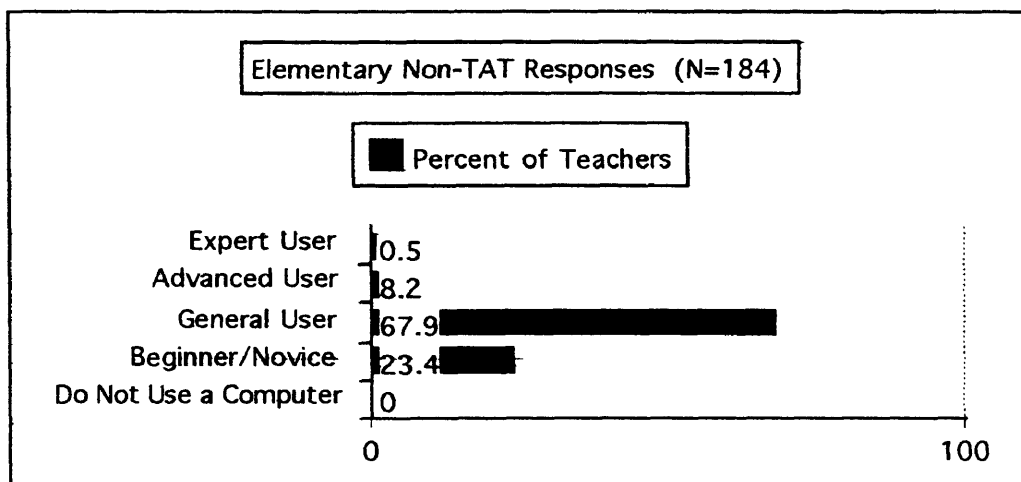 Elementary Non-TAT Responses (N=184)
Percent of Teachers
Expert User 0.5
Advanced User 8.2
General User 67.9
Beginner/Novice 23.4
Do Not Use a Computer 0
0 100